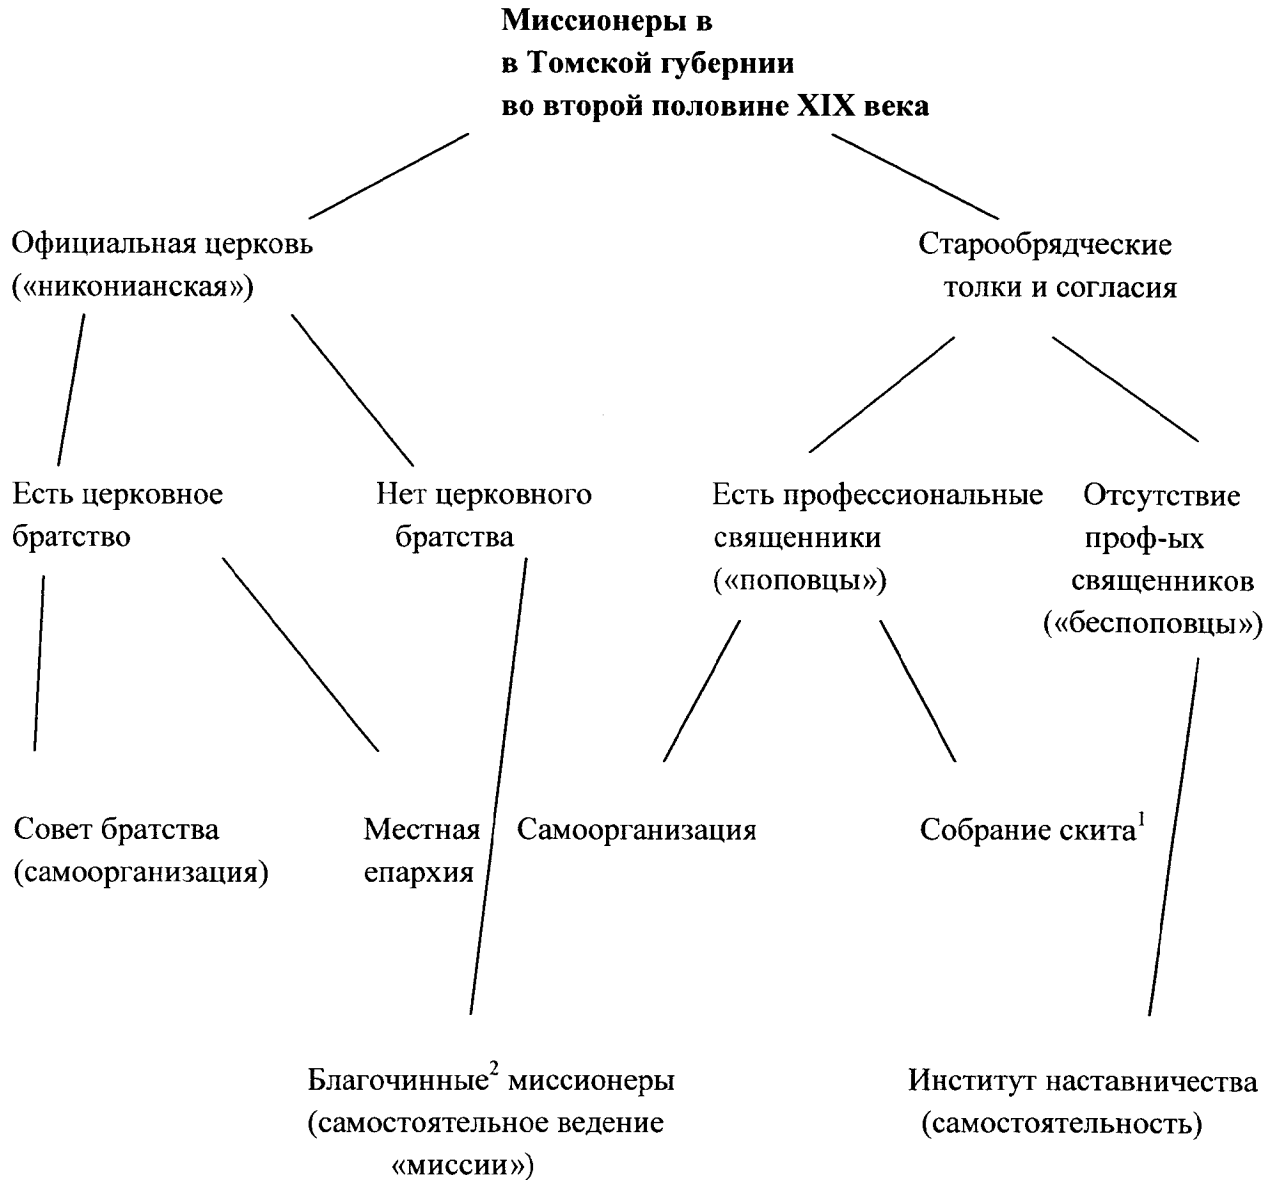 Миссионеры в
в Томской губернии
во второй половине XIX века
Официальная церковь
(«никонианская»)
Старообрядческие
толки и согласия
Есть церковное
братство
Нет церковного
братства
Есть профессиональные
священники
(«поповцы»)
Отсутствие
проф-ых
священников
(«беспоповцы»)
Совет братства
(самоорганизация)
Местная
епархия
Самоорганизация
Собрание скита¹
Благочинные² миссионеры
(самостоятельное ведение
«миссии»)
Институт наставничества
(самостоятельность)